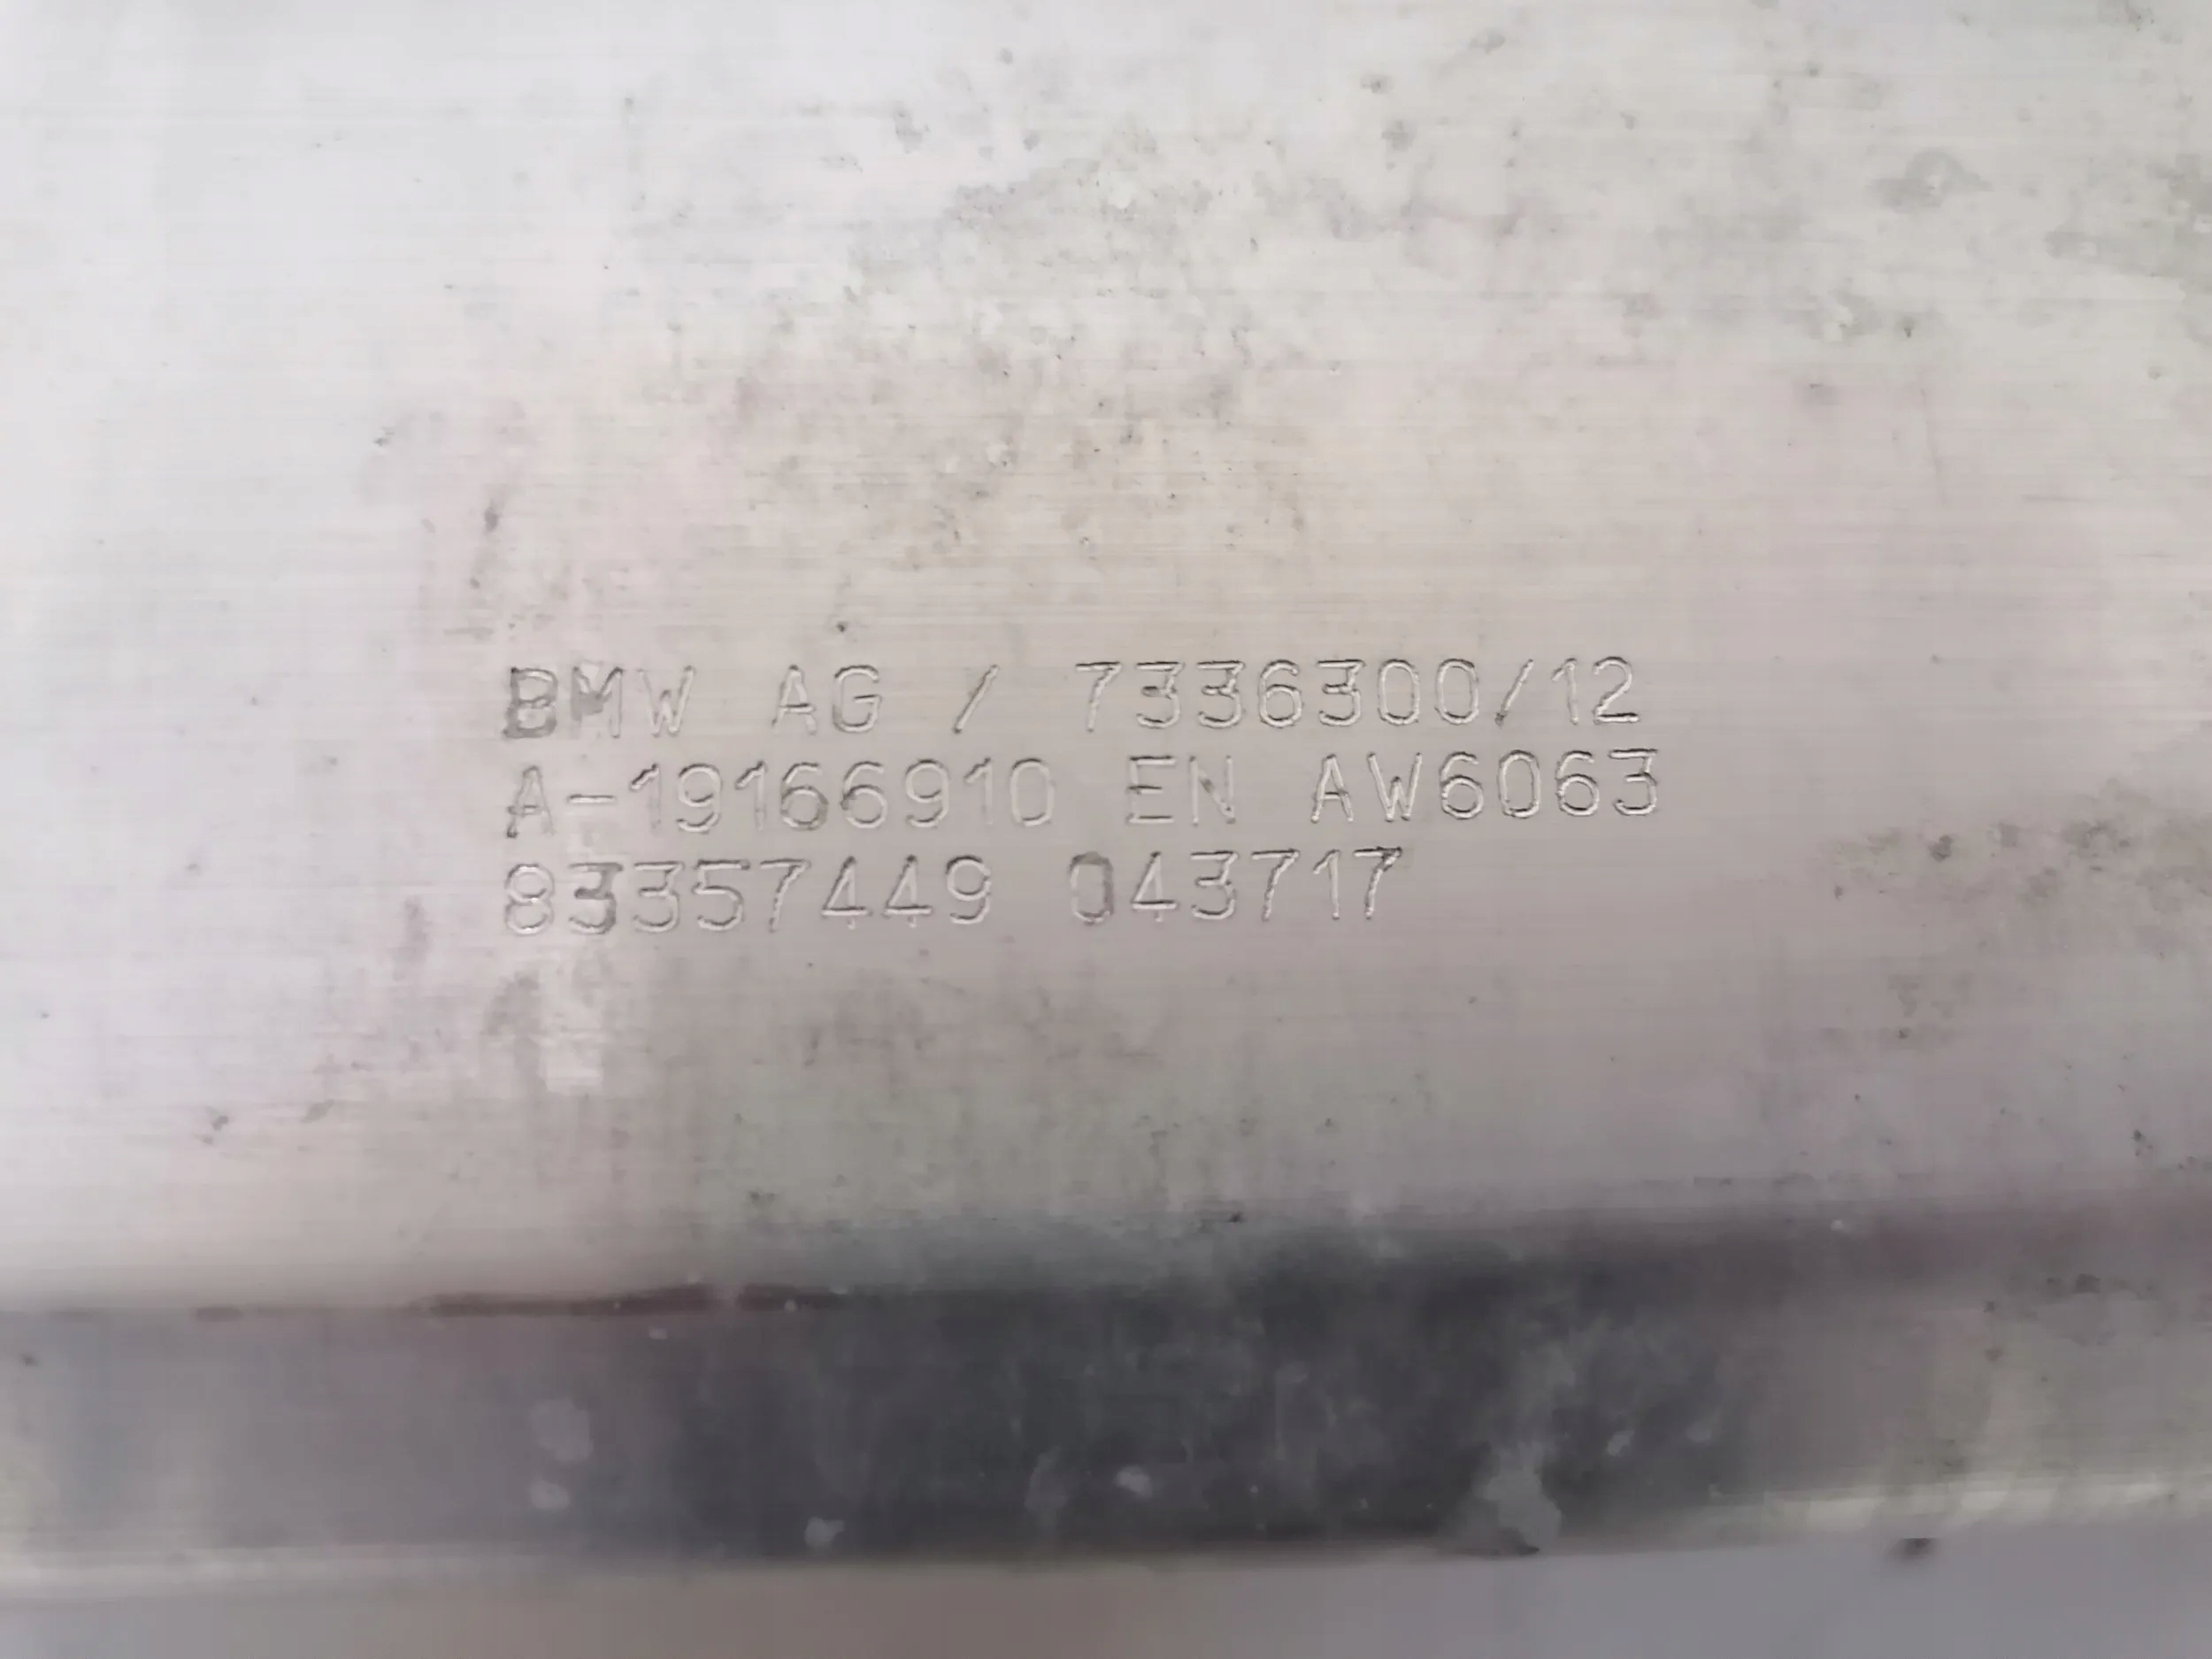 BMW AG / 7336300/12
A-19166910 EN AW6063
83357449 043717